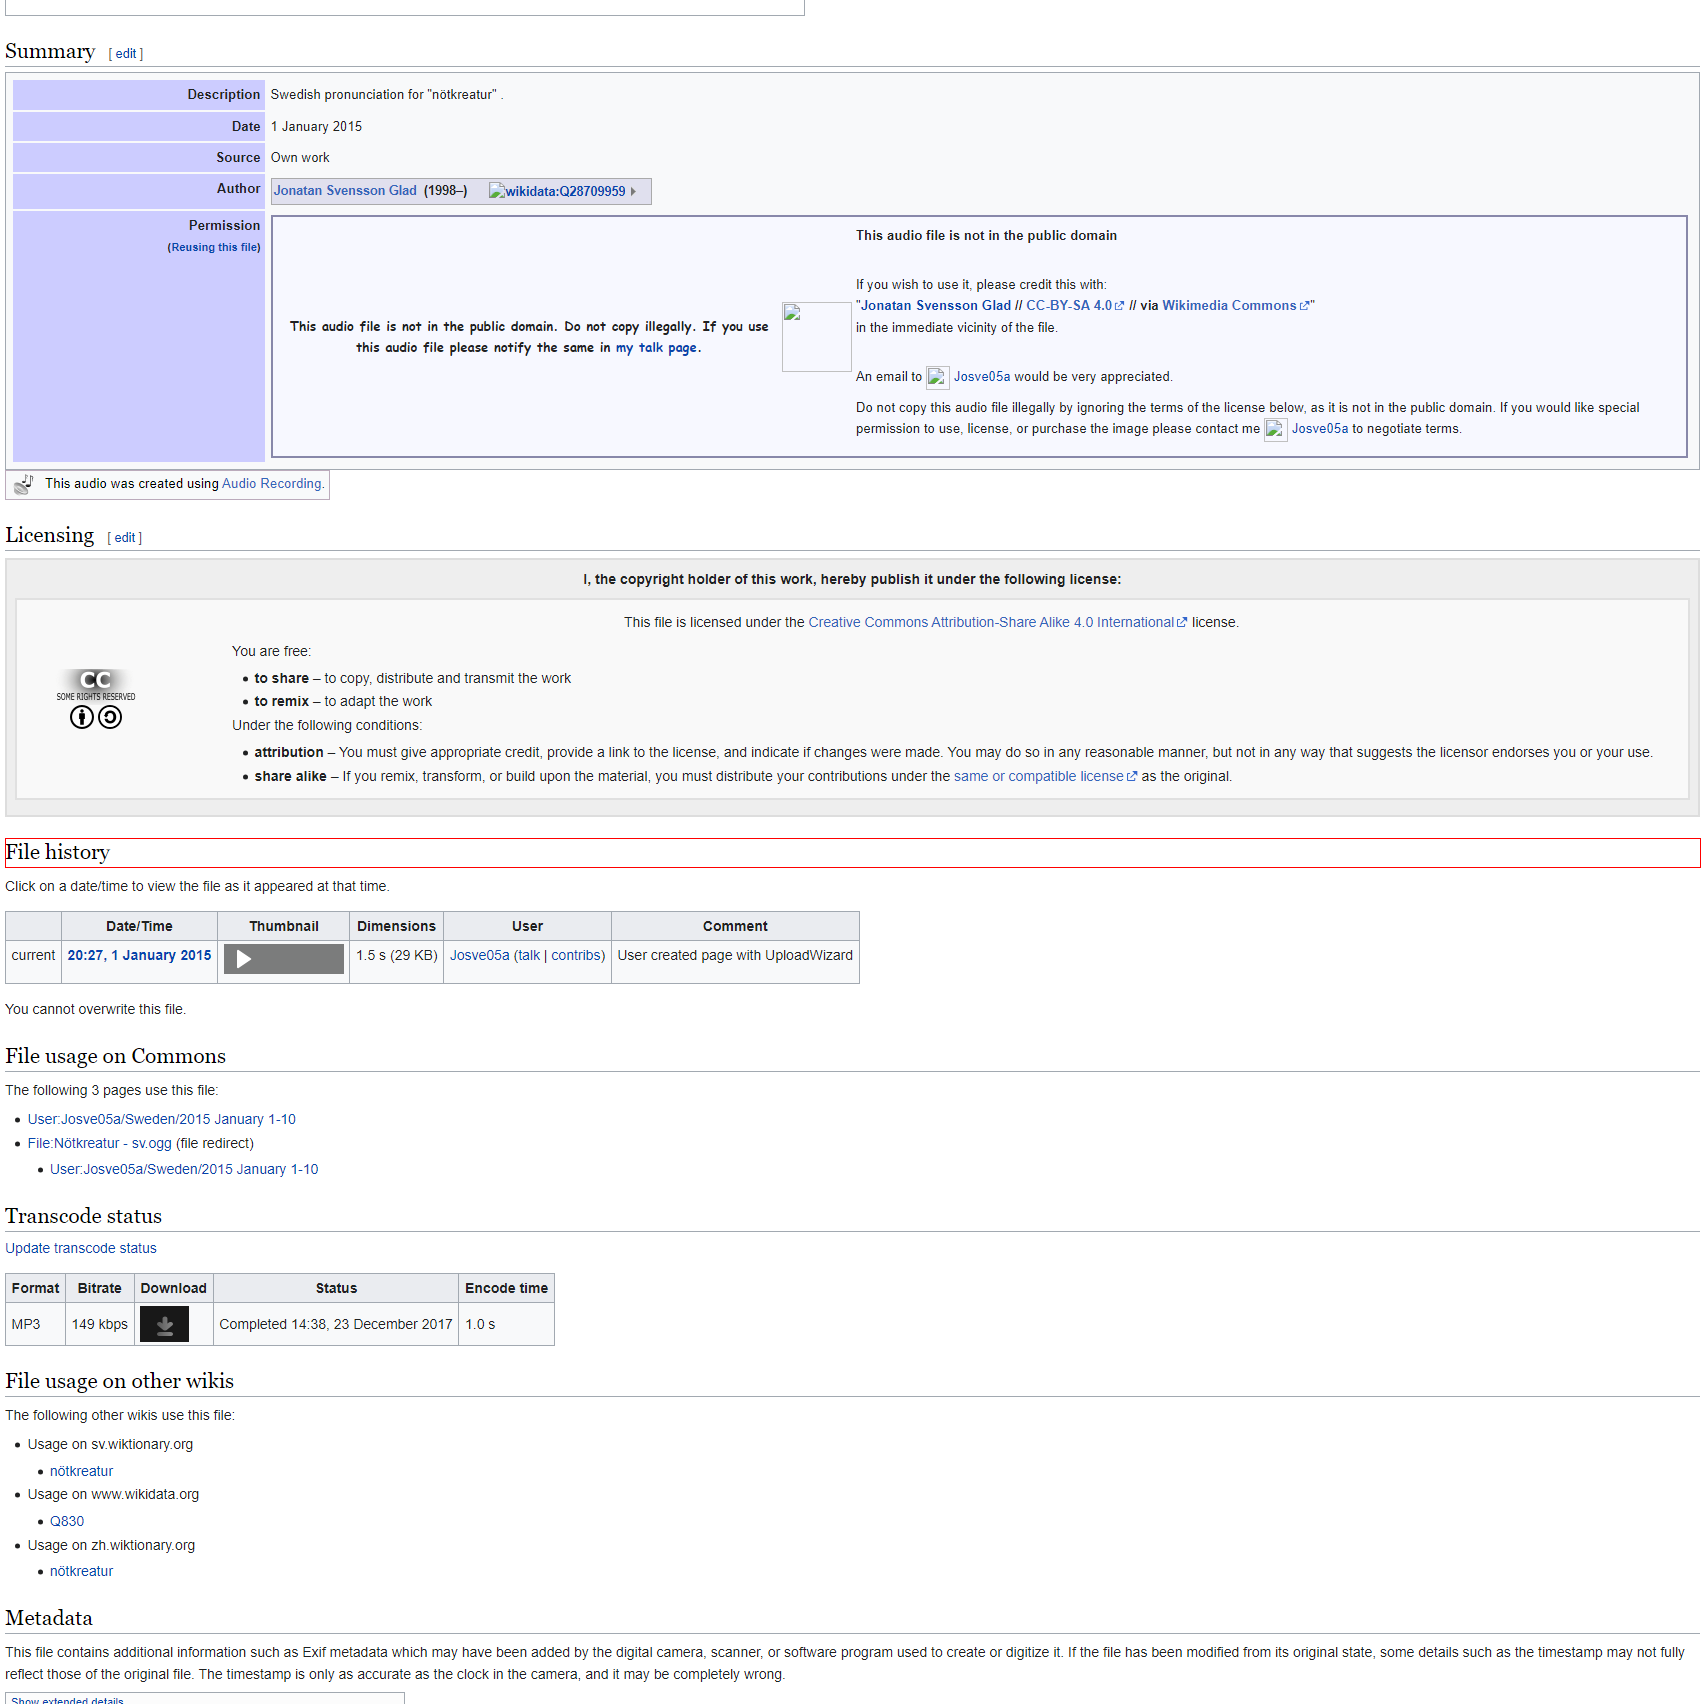 Summary [ edit ]
Description Swedish pronunciation for "nötkreatur" .
Date 1 January 2015
Source Own work
Author Jonatan Svensson Glad (1998–) wikidata:Q28709959
Permission
(Reusing this file)
This audio file is not in the public domain. Do not copy illegally. If you use
this audio file please notify the same in my talk page.
This audio file is not in the public domain
If you wish to use it, please credit this with:
"Jonatan Svensson Glad // CC-BY-SA 4.0 // via Wikimedia Commons"
in the immediate vicinity of the file.
An email to Josve05a would be very appreciated.
Do not copy this audio file illegally by ignoring the terms of the license below, as it is not in the public domain. If you would like special
permission to use, license, or purchase the image please contact me Josve05a to negotiate terms.
This audio was created using Audio Recording.
Licensing [ edit ]
I, the copyright holder of this work, hereby publish it under the following license:
This file is licensed under the Creative Commons Attribution-Share Alike 4.0 International license.
CC
SOME RIGHTS RESERVED
You are free:
• to share – to copy, distribute and transmit the work
• to remix – to adapt the work
Under the following conditions:
• attribution – You must give appropriate credit, provide a link to the license, and indicate if changes were made. You may do so in any reasonable manner, but not in any way that suggests the licensor endorses you or your use.
• share alike – If you remix, transform, or build upon the material, you must distribute your contributions under the same or compatible license as the original.
File history
Click on a date/time to view the file as it appeared at that time.
Date/Time Thumbnail Dimensions User Comment
current 20:27, 1 January 2015 1.5 s (29 KB) Josve05a (talk | contribs) User created page with UploadWizard
You cannot overwrite this file.
File usage on Commons
The following 3 pages use this file:
• User:Josve05a/Sweden/2015 January 1-10
• File:Nötkreatur - sv.ogg (file redirect)
• User:Josve05a/Sweden/2015 January 1-10
Transcode status
Update transcode status
Format Bitrate Download Status Encode time
MP3 149 kbps Completed 14:38, 23 December 2017 1.0 s
File usage on other wikis
The following other wikis use this file:
• Usage on sv.wiktionary.org
• nötkreatur
• Usage on www.wikidata.org
• Q830
• Usage on zh.wiktionary.org
• nötkreatur
Metadata
This file contains additional information such as Exif metadata which may have been added by the digital camera, scanner, or software program used to create or digitize it. If the file has been modified from its original state, some details such as the timestamp may not fully
reflect those of the original file. The timestamp is only as accurate as the clock in the camera, and it may be completely wrong.
Show extended details